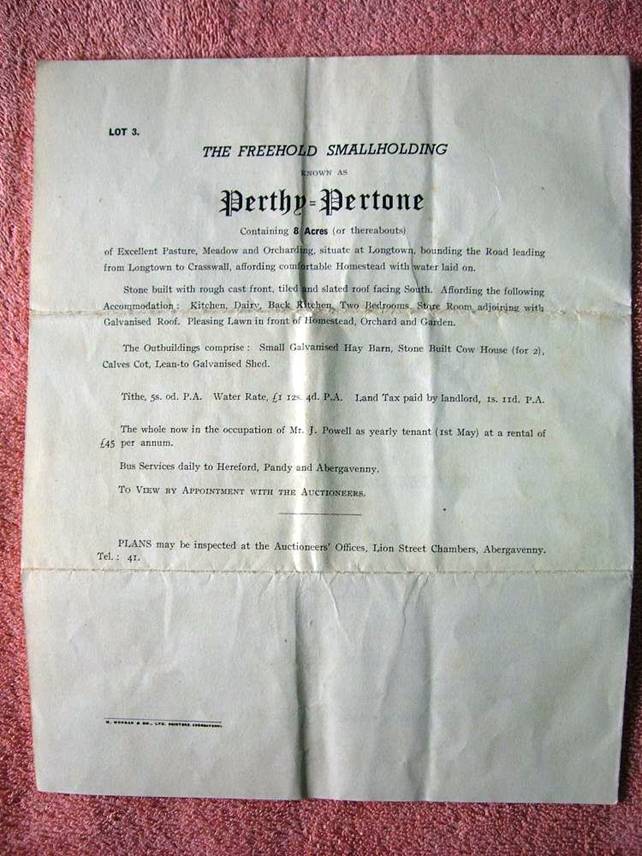 LOT 3.
THE FREEHOLD SMALLHOLDING
KNOWN AS
Perthy=Pertone
Containing 8 Acres (or thereabouts)
of Excellent Pasture, Meadow and Orcharding, situate at Longtown, bounding the Road leading
from Longtown to Crasswall, affording comfortable Homestead with water laid on.
Stone built with rough cast front, tiled and slated roof facing South. Affording the following
Accommodation: Kitchen, Dairy, Back Kitchen, Two Bedrooms, Store Room adjoining with
Galvanised Roof. Pleasing Lawn in front of Homestead, Orchard and Garden.
The Outbuildings comprise: Small Galvanised Hay Barn, Stone Built Cow House (for 2),
Calves Cot, Lean-to Galvanised Shed.
Tithe, 5s. 0d. P.A. Water Rate, £1 12s. 4d. P.A. Land Tax paid by landlord, 1s. 11d. P.A.
The whole now in the occupation of Mr. J. Powell as yearly tenant (1st May) at a rental of
£45 per annum.
Bus Services daily to Hereford, Pandy and Abergavenny.
To View by Appointment with the Auctioneers.
PLANS may be inspected at the Auctioneers' Offices, Lion Street Chambers, Abergavenny.
Tel.: 41.
& CO., LTD. PRINTERS, ABERGAVENNY.